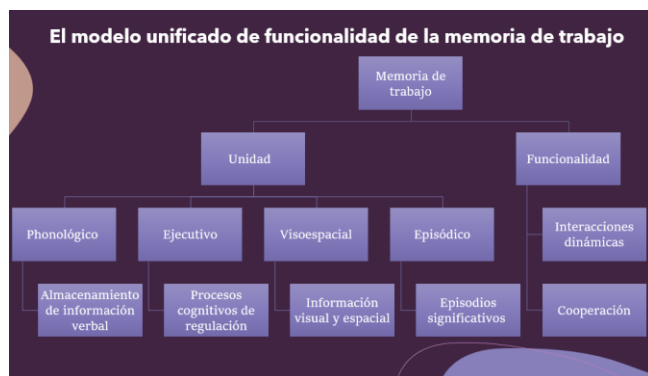 El modelo unificado de funcionalidad de la memoria de trabajo
Memoria de
trabajo
Unidad
Funcionalidad
Phonológico
Ejecutivo
Visoespacial
Episódico
Interacciones
dinámicas
Almacenamiento
de información
verbal
Procesos
cognitivos de
regulación
Información
visual y espacial
Episodios
significativos
Cooperación